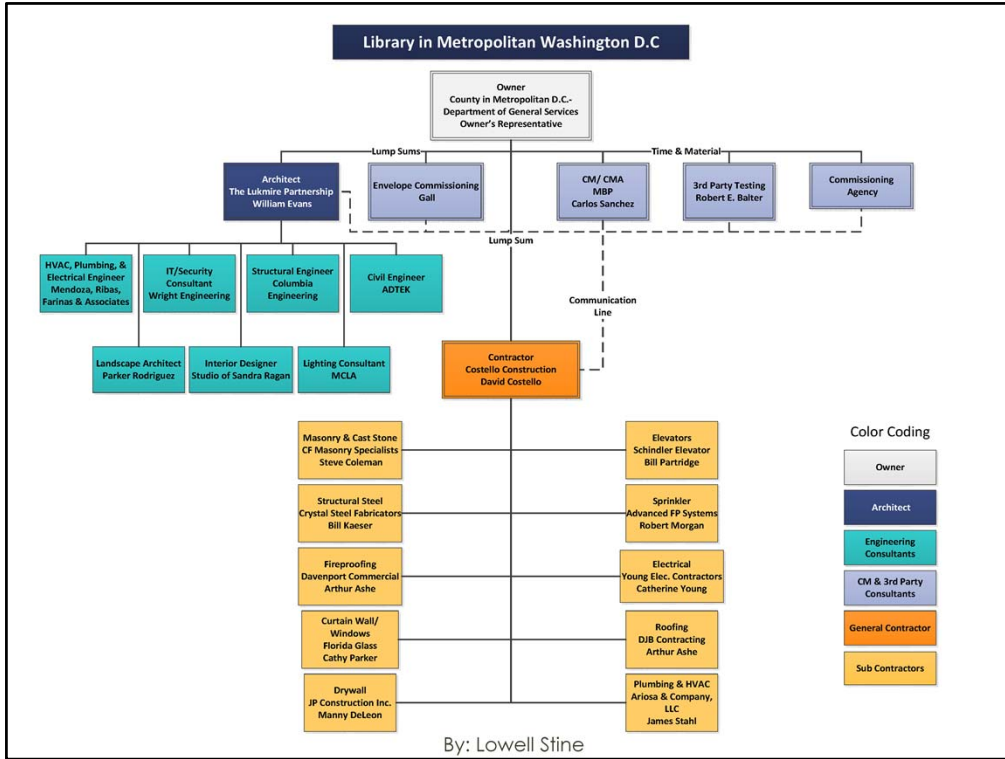 Library in Metropolitan Washington D.C
Owner
County in Metropolitan D.C.-
Department of General Services
Owner's Representative
Lump Sums
Time & Material
Architect
The Lukmire Partnership
William Evans
Envelope Commissioning
Gall
CM/ CMA
MBP
Carlos Sanchez
3rd Party Testing
Robert E. Balter
Commissioning
Agency
Lump Sum
HVAC, Plumbing, &
Electrical Engineer
Mendoza, Ribas,
Farinas & Associates
IT/Security
Consultant
Wright Engineering
Structural Engineer
Columbia
Engineering
Civil Engineer
ADTEK
Communication
Line
Landscape Architect
Parker Rodriguez
Interior Designer
Studio of Sandra Ragan
Lighting Consultant
MCLA
Contractor
Costello Construction
David Costello
Masonry & Cast Stone
CF Masonry Specialists
Steve Coleman
Elevators
Schindler Elevator
Bill Partridge
Structural Steel
Crystal Steel Fabricators
Bill Kaeser
Sprinkler
Advanced FP Systems
Robert Morgan
Fireproofing
Davenport Commercial
Arthur Ashe
Electrical
Young Elec. Contractors
Catherine Young
Curtain Wall/
Windows
Florida Glass
Cathy Parker
Roofing
DJB Contracting
Arthur Ashe
Drywall
JP Construction Inc.
Manny DeLeon
Plumbing & HVAC
Ariosa & Company,
LLC
James Stahl
Color Coding
Owner
Architect
Engineering
Consultants
CM & 3rd Party
Consultants
General Contractor
Sub Contractors
By: Lowell Stine